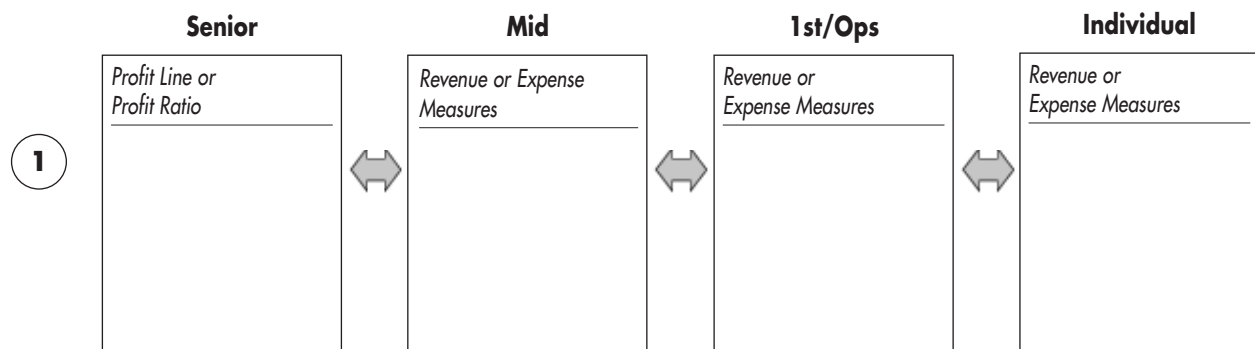 Senior
Mid
1st/Ops
Individual
Profit Line or
Profit Ratio
Revenue or Expense
Measures
Revenue or
Expense Measures
Revenue or
Expense Measures
1